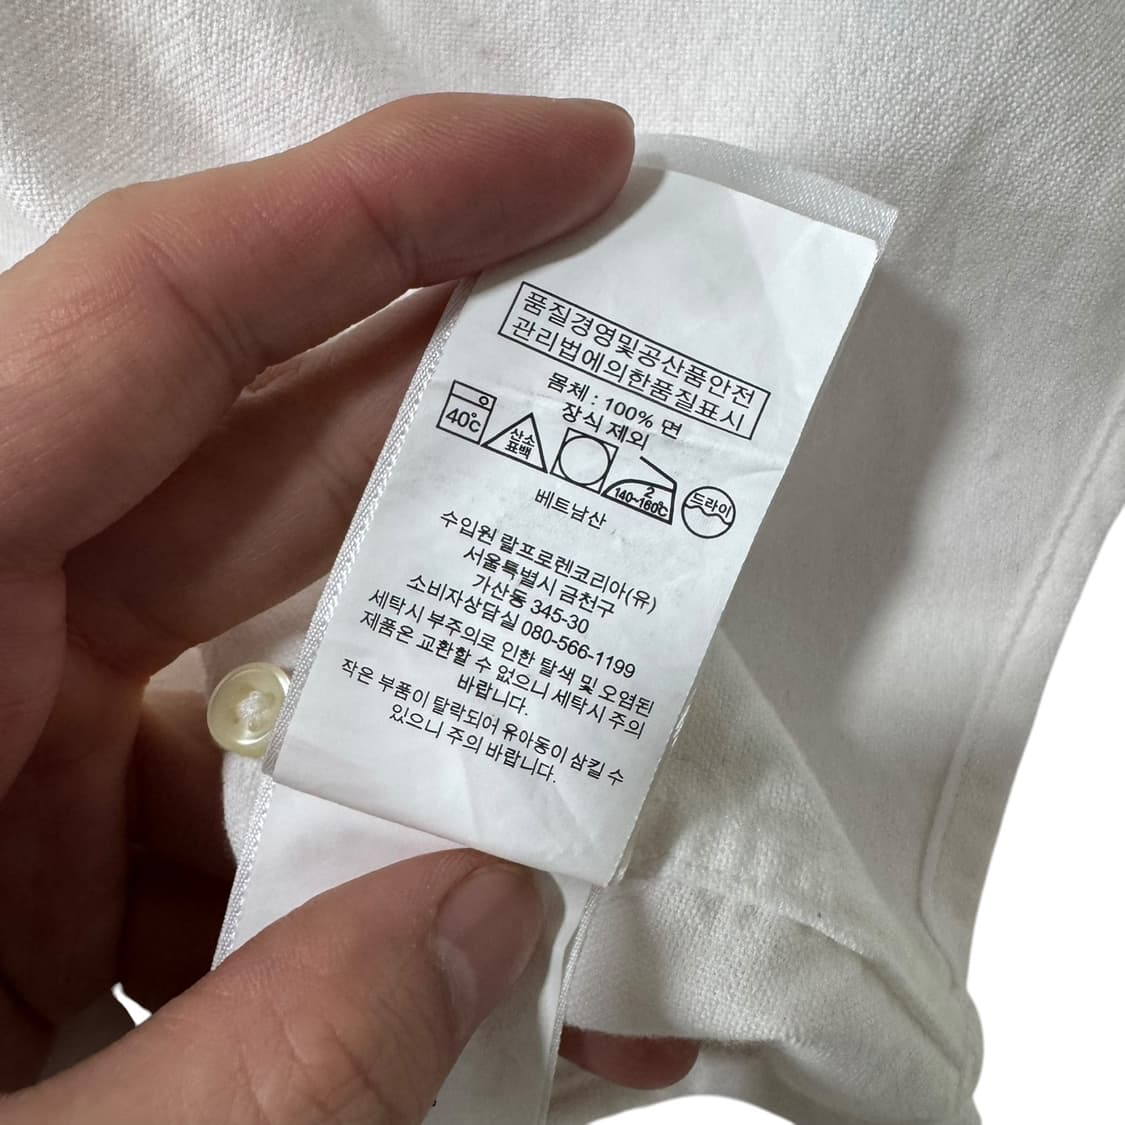 품질경영및공산품안전
관리법에의한품질표시
몸체 : 100% 면
장식 제외
40℃
산소
표백
2
140~160℃
드라이
베트남산
수입원 랄프로렌코리아(유)
서울특별시 금천구
가산동 345-30
소비자상담실 080-566-1199
세탁시 부주의로 인한 탈색 및 오염된
제품은 교환할 수 없으니 세탁시 주의
바랍니다.
작은 부품이 탈락되어 유아동이 삼킬 수
있으니 주의 바랍니다.